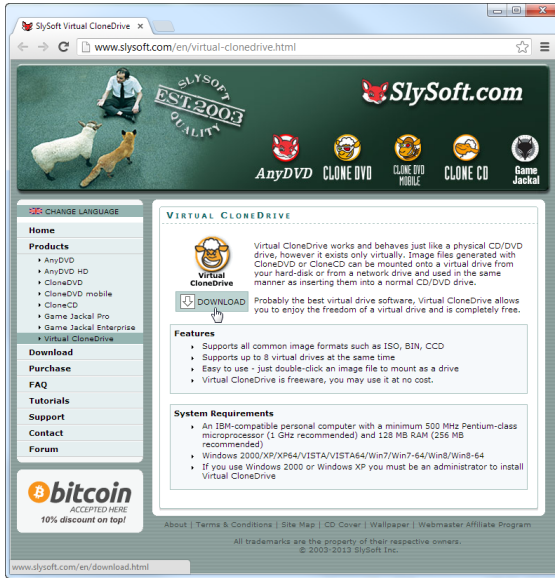 SlySoft Virtual CloneDrive
www.slysoft.com/en/virtual-clonedrive.html
SLYSOFT
EST.2003
QUALITY
SlySoft.com
AnyDVD
CLONE DVD
CLONE DVD
MOBILE
CLONE CD
Game
Jackal
CHANGE LANGUAGE
Home
Products
AnyDVD
AnyDVD HD
CloneDVD
CloneDVD mobile
CloneCD
Game Jackal Pro
Game Jackal Enterprise
Virtual CloneDrive
Download
Purchase
FAQ
Tutorials
Support
Contact
Forum
bitcoin
ACCEPTED HERE
10% discount on top!
VIRTUAL CLONEDRIVE
Virtual
CloneDrive
DOWNLOAD
Virtual CloneDrive works and behaves just like a physical CD/DVD
drive, however it exists only virtually. Image files generated with
CloneDVD or CloneCD can be mounted onto a virtual drive from
your hard-disk or from a network drive and used in the same
manner as inserting them into a normal CD/DVD drive.
Probably the best virtual drive software, Virtual CloneDrive allows
you to enjoy the freedom of a virtual drive and is completely free.
Features
Supports all common image formats such as ISO, BIN, CCD
Supports up to 8 virtual drives at the same time
Easy to use - just double-click an image file to mount as a drive
Virtual CloneDrive is freeware, you may use it at no cost.
System Requirements
An IBM-compatible personal computer with a minimum 500 MHz Pentium-class
microprocessor (1 GHz recommended) and 128 MB RAM (256 MB
recommended)
Windows 2000/XP/XP64/VISTA/VISTA64/Win7/Win7-64/Win8/Win8-64
If you use Windows 2000 or Windows XP you must be an administrator to install
Virtual CloneDrive
About | Terms & Conditions | Site Map | CD Cover | Wallpaper | Webmaster Affiliate Program
All trademarks are the property of their respective owners.
© 2003-2013 SlySoft Inc.
www.slysoft.com/en/download.html